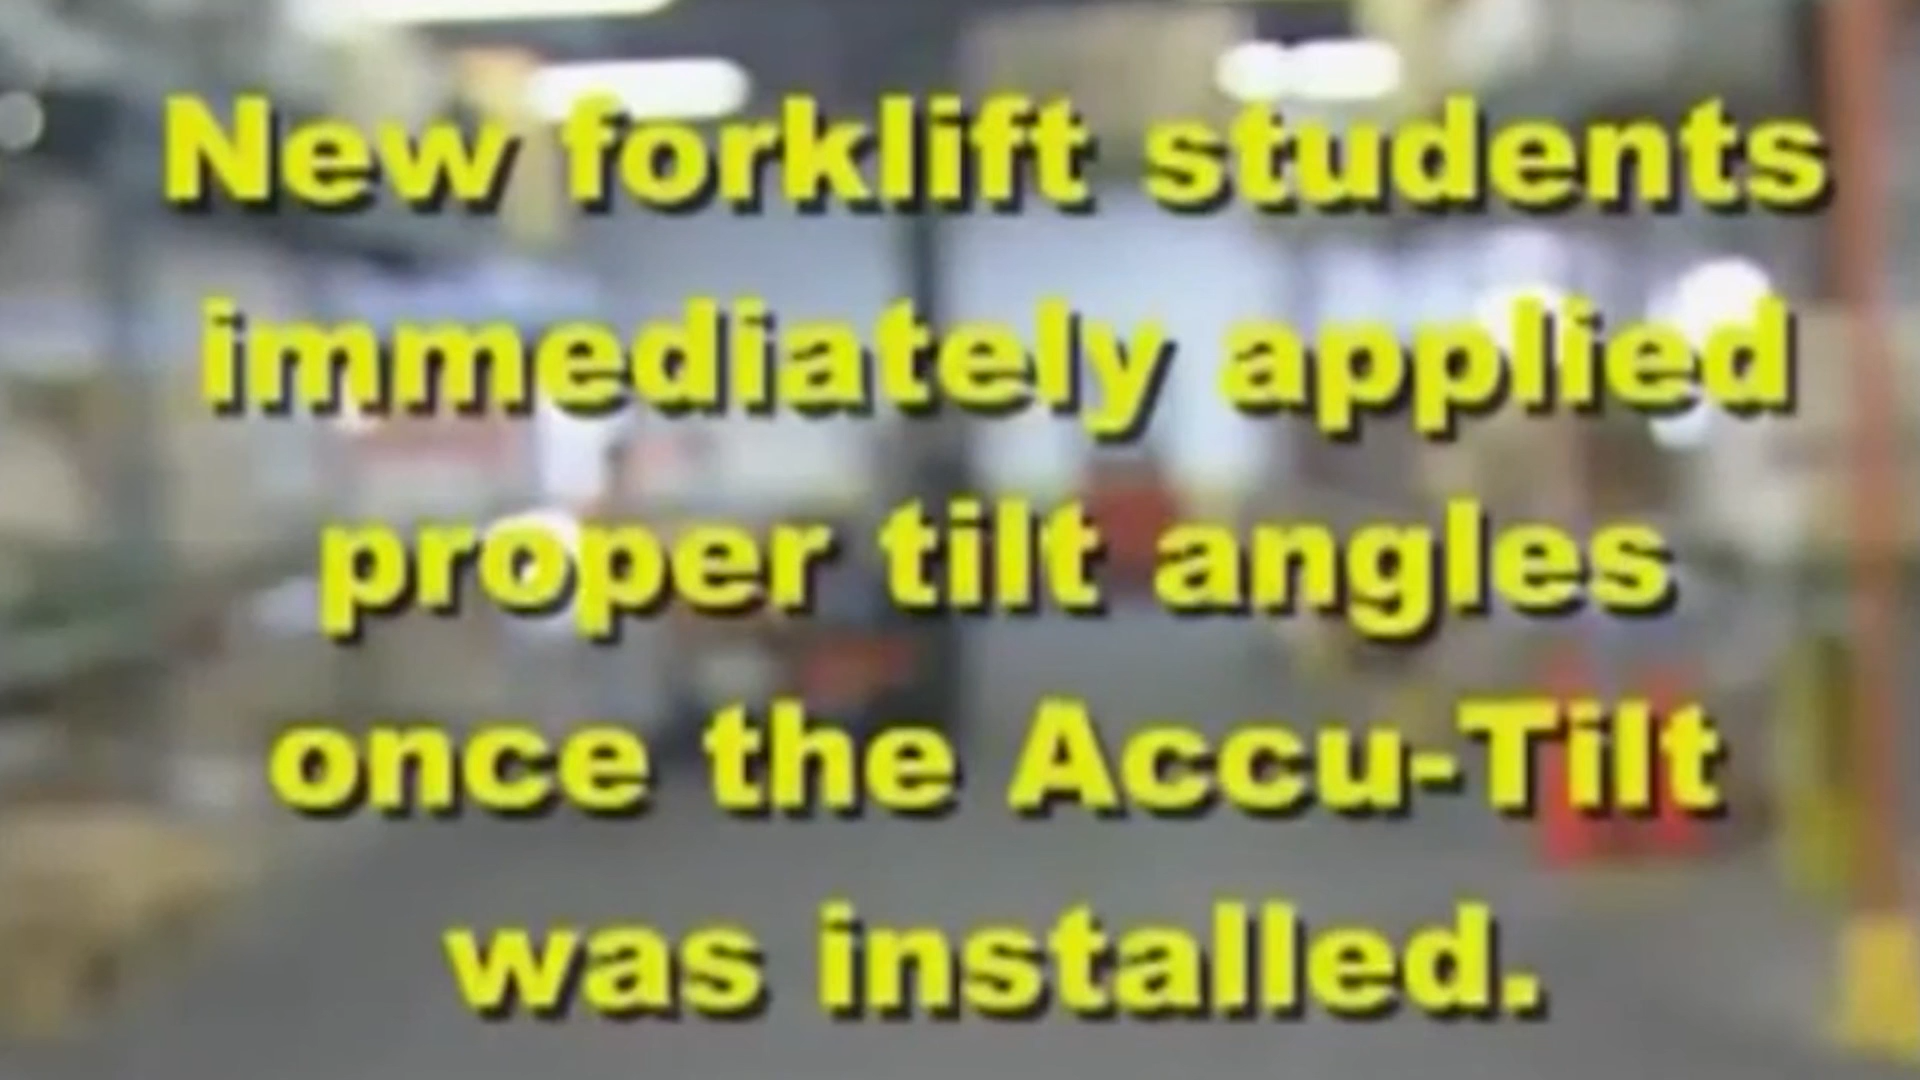 New forklift students
immediately applied
proper tilt angles
once the Accu-Tilt
was installed.